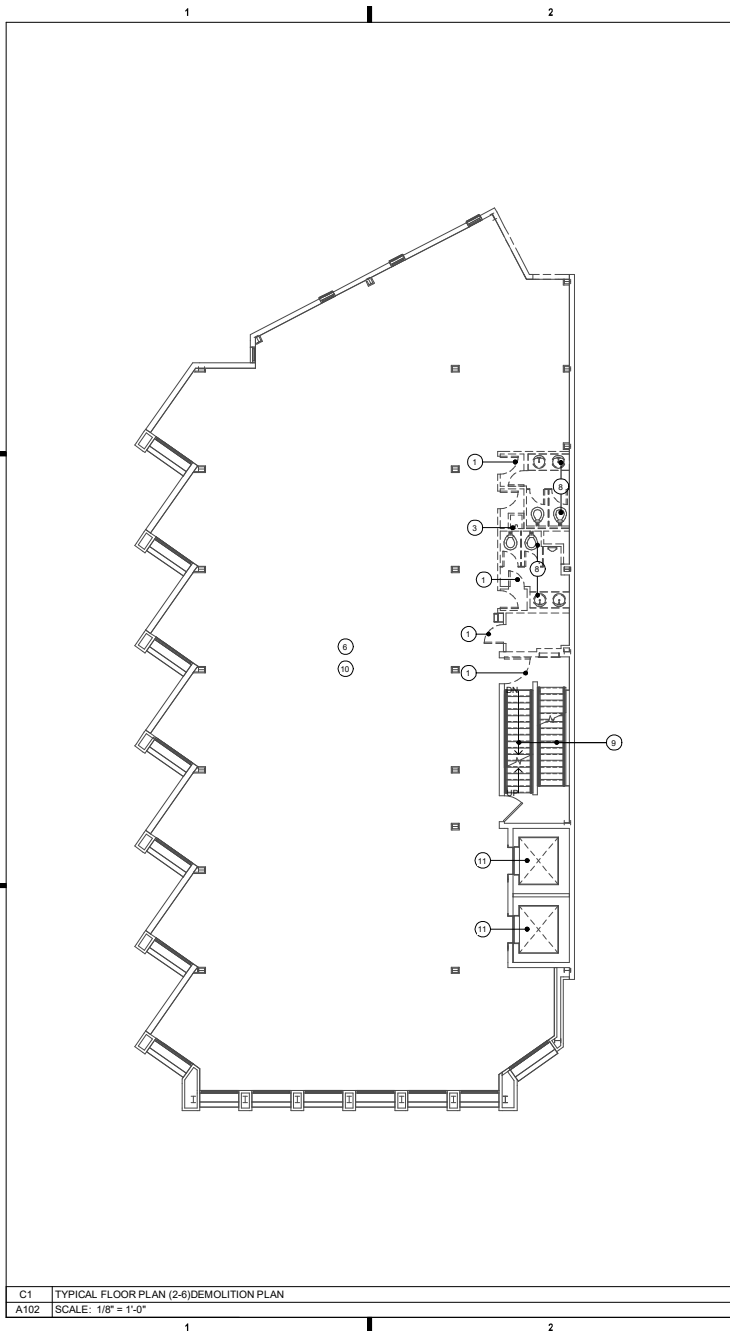 1 2
1
8
3
8
1
6
1
10
1
DN
9
UP
11
X
11
X
C1 TYPICAL FLOOR PLAN (2-6)DEMOLITION PLAN
A102 SCALE: 1/8" = 1'-0"
1 2